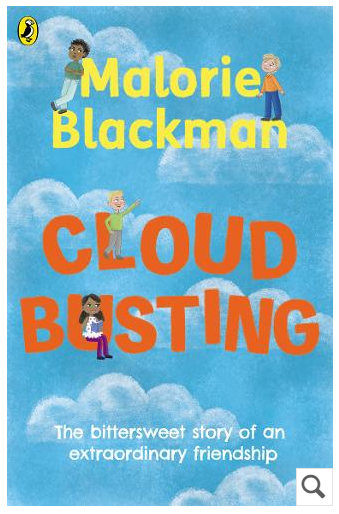 Malorie
Blackman
CLOUD
BUSTING
The bittersweet story of an
extraordinary friendship